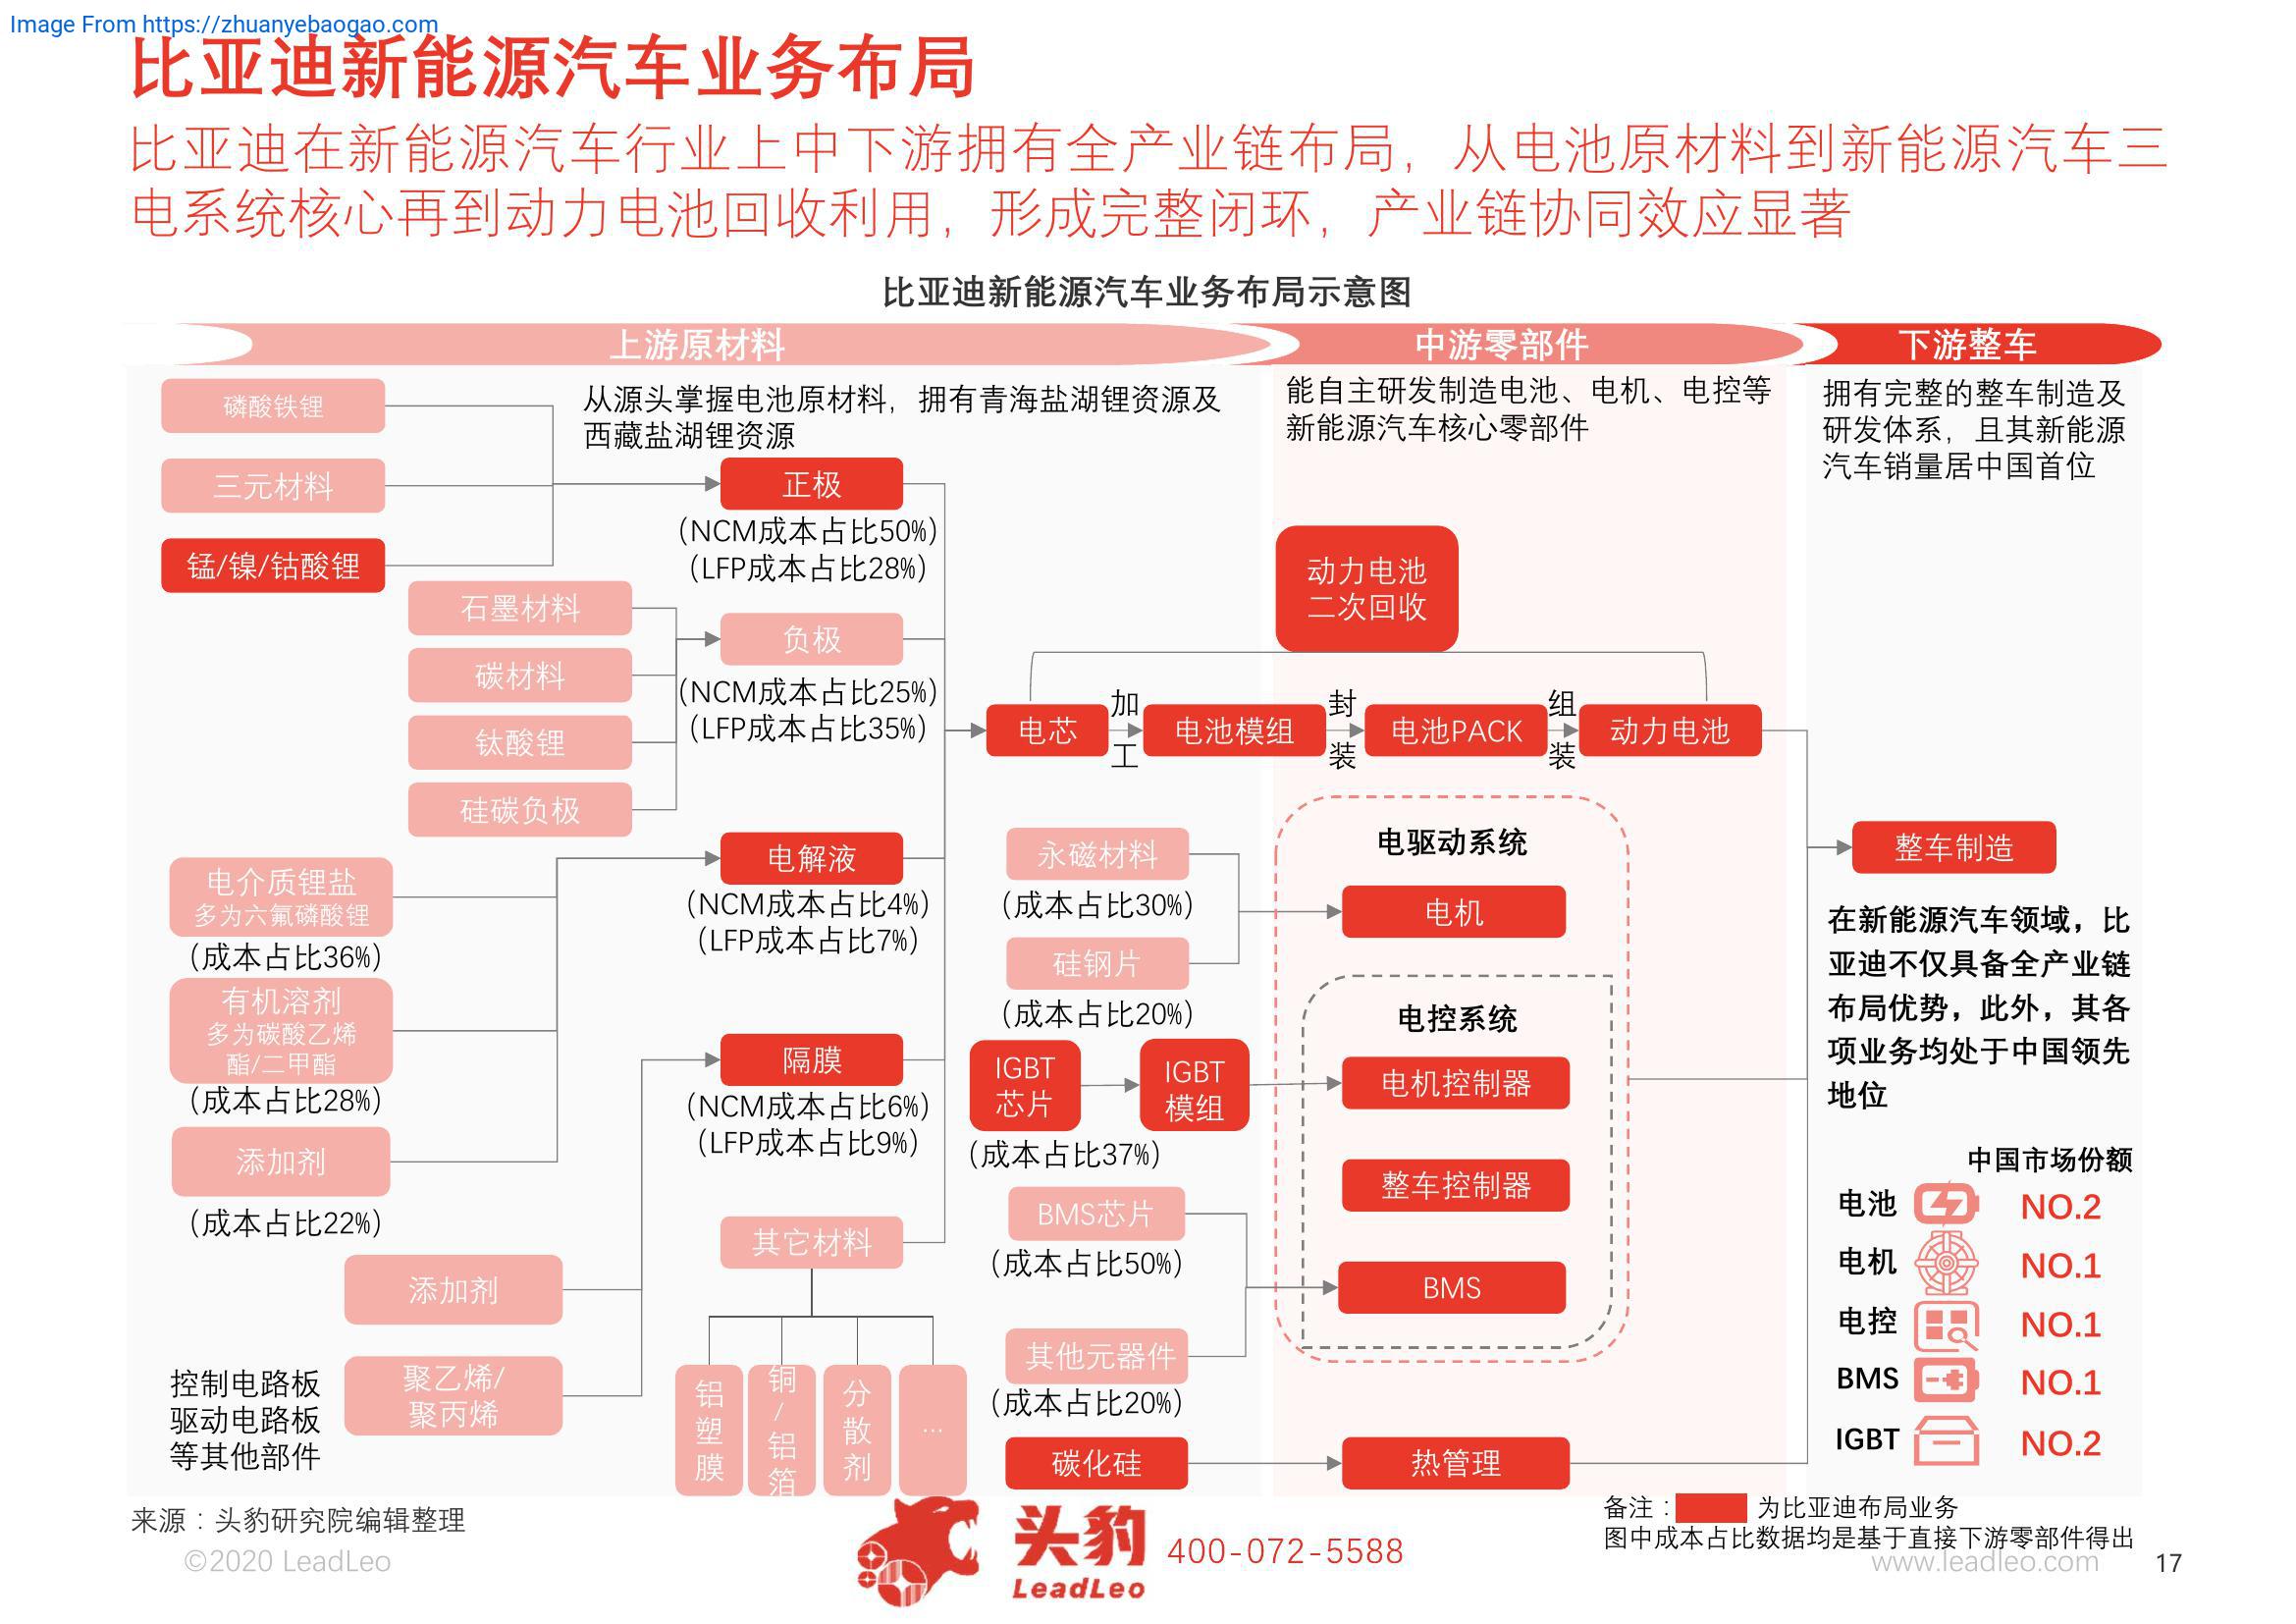 Image From https://zhuanyebaogao.com
比亚迪新能源汽车业务布局
比亚迪在新能源汽车行业上中下游拥有全产业链布局，从电池原材料到新能源汽车三
电系统核心再到动力电池回收利用，形成完整闭环，产业链协同效应显著
比亚迪新能源汽车业务布局示意图
上游原材料
中游零部件
下游整车
磷酸铁锂
三元材料
锰/镍/钴酸锂
从源头掌握电池原材料，拥有青海盐湖锂资源及
西藏盐湖锂资源
正极
（NCM成本占比50%）
（LFP成本占比28%）
石墨材料
碳材料
钛酸锂
硅碳负极
负极
（NCM成本占比25%）
（LFP成本占比35%）
电介质锂盐
多为六氟磷酸锂
（成本占比36%）
有机溶剂
多为碳酸乙烯
酯/二甲酯
（成本占比28%）
添加剂
（成本占比22%）
电解液
（NCM成本占比4%）
（LFP成本占比7%）
隔膜
（NCM成本占比6%）
（LFP成本占比9%）
添加剂
聚乙烯/
聚丙烯
控制电路板
驱动电路板
等其他部件
其它材料
铝塑膜
铜/铝箔
分散剂
...
能自主研发制造电池、电机、电控等
新能源汽车核心零部件
动力电池
二次回收
电芯
加工
电池模组
封装
电池PACK
组装
动力电池
永磁材料
（成本占比30%）
硅钢片
（成本占比20%）
IGBT
芯片
IGBT
模组
（成本占比37%）
BMS芯片
（成本占比50%）
其他元器件
（成本占比20%）
碳化硅
电驱动系统
电机
电控系统
电机控制器
整车控制器
BMS
热管理
拥有完整的整车制造及
研发体系，且其新能源
汽车销量居中国首位
整车制造
在新能源汽车领域，比
亚迪不仅具备全产业链
布局优势，此外，其各
项业务均处于中国领先
地位
中国市场份额
电池 NO.2
电机 NO.1
电控 NO.1
BMS NO.1
IGBT NO.2
来源：头豹研究院编辑整理
©2020 LeadLeo
头豹
LeadLeo
400-072-5588
备注： 为比亚迪布局业务
图中成本占比数据均是基于直接下游零部件得出
www.leadleo.com
17